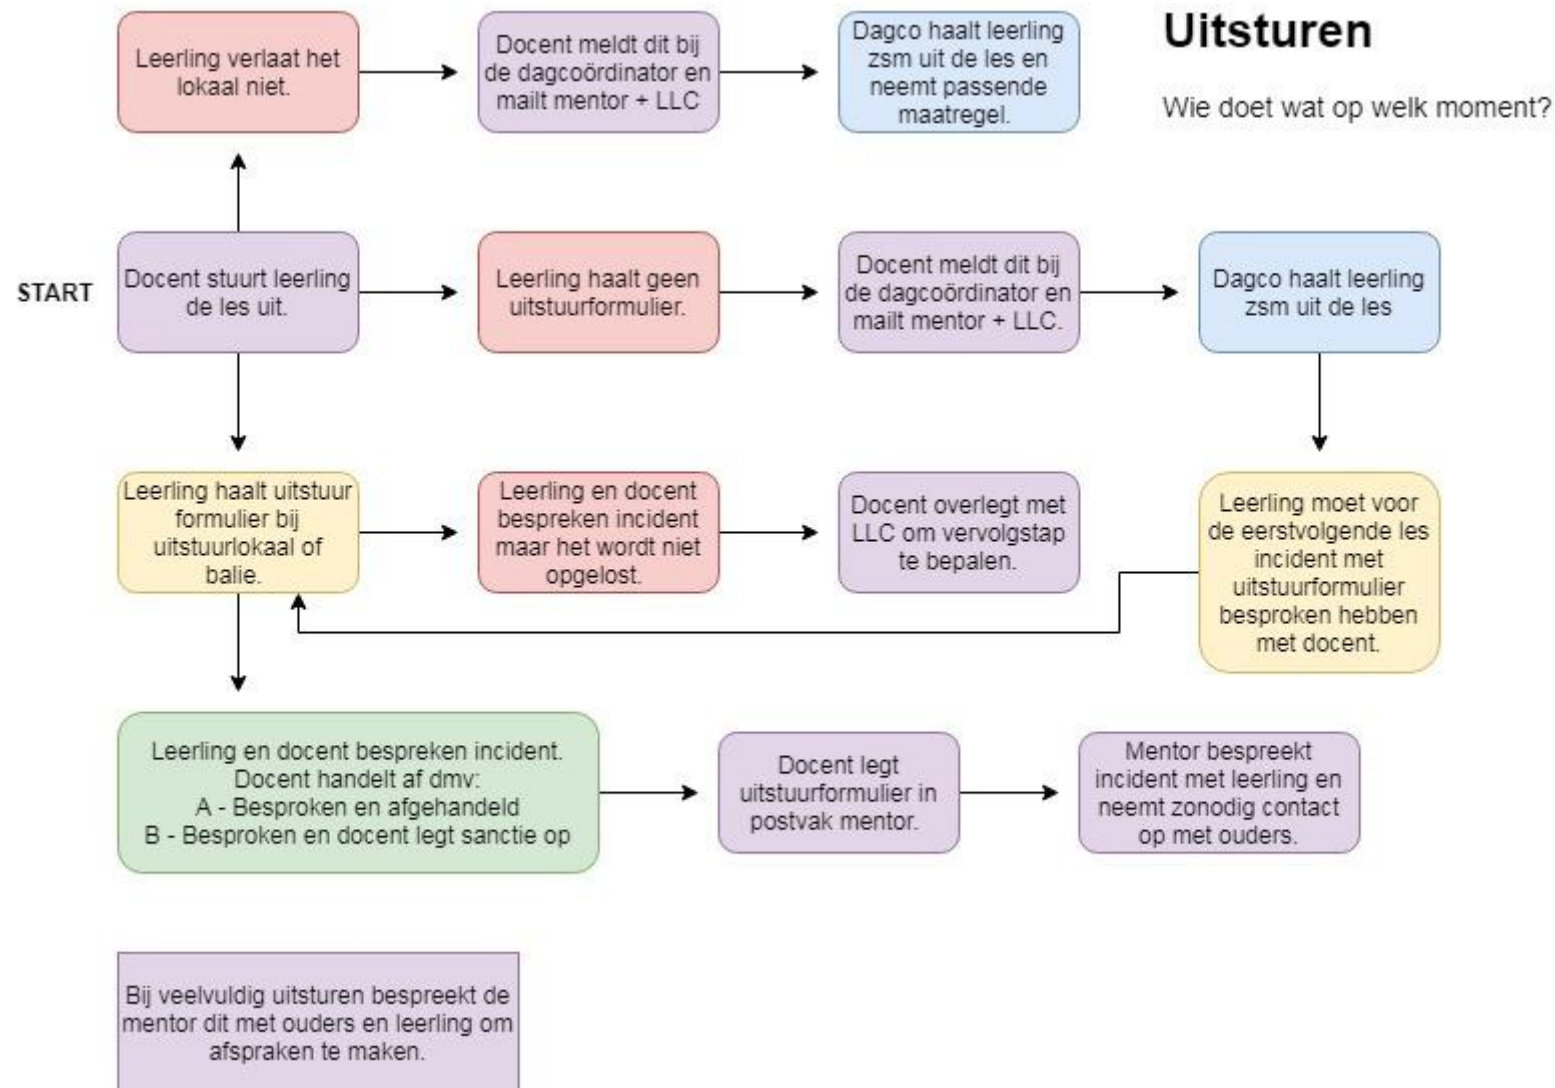 Uitsturen
Wie doet wat op welk moment?
Leerling verlaat het
lokaal niet.
Docent meldt dit bij
de dagcoördinator en
mailt mentor + LLC
Dagco haalt leerling
zsm uit de les en
neemt passende
maatregel.
START
Docent stuurt leerling
de les uit.
Leerling haalt geen
uitstuurformulier.
Docent meldt dit bij
de dagcoördinator en
mailt mentor + LLC.
Dagco haalt leerling
zsm uit de les
Leerling haalt uitstuur
formulier bij
uitstuurlokaal of
balie.
Leerling en docent
bespreken incident
maar het wordt niet
opgelost.
Docent overlegt met
LLC om vervolgstap
te bepalen.
Leerling moet voor
de eerstvolgende les
incident met
uitstuurformulier
besproken hebben
met docent.
Leerling en docent bespreken incident.
Docent handelt af dmv:
A - Besproken en afgehandeld
B - Besproken en docent legt sanctie op
Docent legt
uitstuurformulier in
postvak mentor.
Mentor bespreekt
incident met leerling en
neemt zonodig contact
op met ouders.
Bij veelvuldig uitsturen bespreekt de
mentor dit met ouders en leerling om
afspraken te maken.